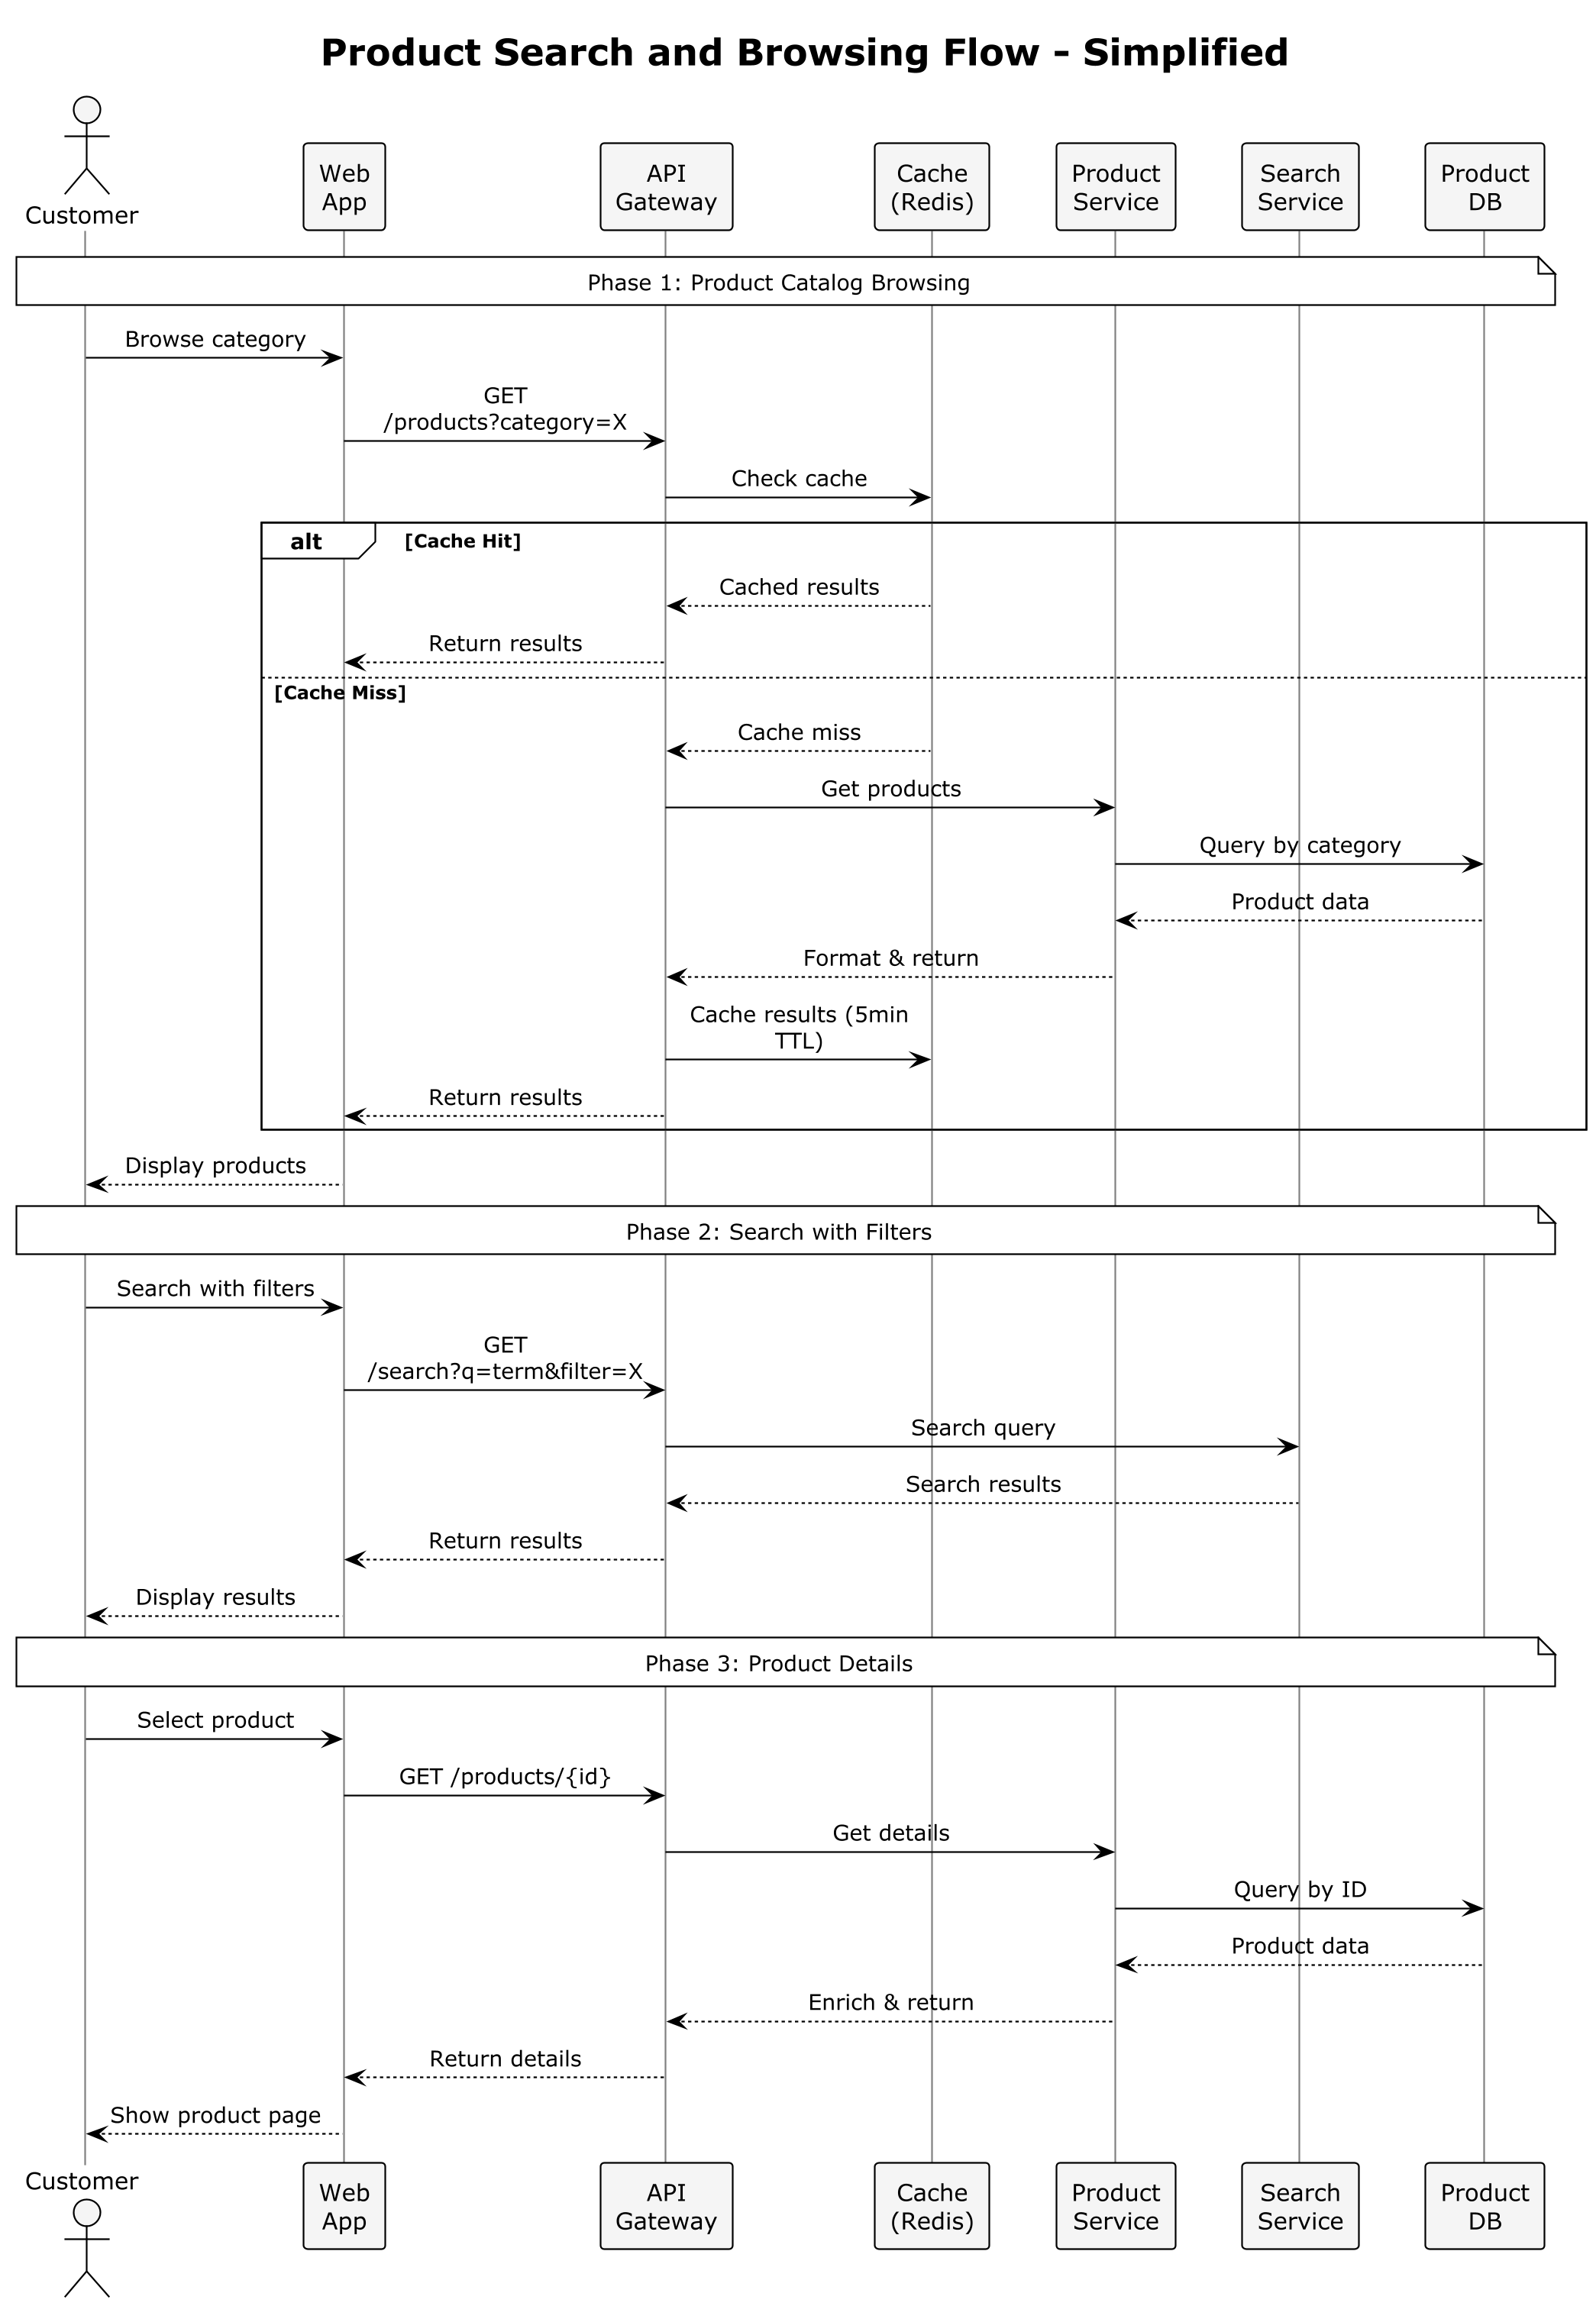 Product Search and Browsing Flow - Simplified
Customer
Web
App
API
Gateway
Cache
(Redis)
Product
Service
Search
Service
Product
DB
Phase 1: Product Catalog Browsing
Browse category
GET
/products?category=X
Check cache
alt
[Cache Hit]
Cached results
Return results
[Cache Miss]
Cache miss
Get products
Query by category
Product data
Format & return
Cache results (5min
TTL)
Return results
Display products
Phase 2: Search with Filters
Search with filters
GET
/search?q=term&filter=X
Search query
Search results
Return results
Display results
Phase 3: Product Details
Select product
GET /products/{id}
Get details
Query by ID
Product data
Enrich & return
Return details
Show product page
Customer
Web
App
API
Gateway
Cache
(Redis)
Product
Service
Search
Service
Product
DB